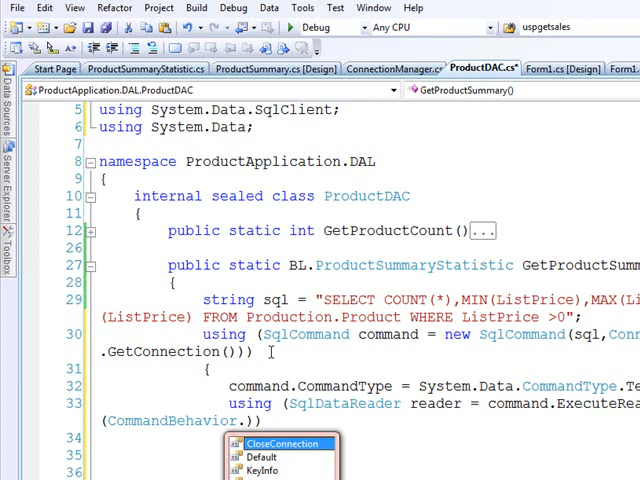 File Edit View Refactor Project Build Debug Data Tools Test Window Help
Debug Any CPU uspgetsales
Start Page ProductSummaryStatistic.cs ProductSummary.cs [Design] ConnectionManager.cs ProductDAC.cs* Form1.cs [Design] Form1
ProductApplication.DAL.ProductDAC GetProductSummary()
Data Sources
Server Explorer
Toolbox
5 using System.Data.SqlClient;
6 using System.Data;
7
8 namespace ProductApplication.DAL
9 {
10 internal sealed class ProductDAC
11 {
12 public static int GetProductCount()...
26
27 public static BL.ProductSummaryStatistic GetProductSumm
28 {
29 string sql = "SELECT COUNT(*),MIN(ListPrice),MAX(Li
(ListPrice) FROM Production.Product WHERE ListPrice >0";
30 using (SqlCommand command = new SqlCommand(sql,Conn
.GetConnection()))
31 {
32 command.CommandType = System.Data.CommandType.Te
33 using (SqlDataReader reader = command.ExecuteRea
(CommandBehavior.))
34 CloseConnection
35 Default
36 KeyInfo